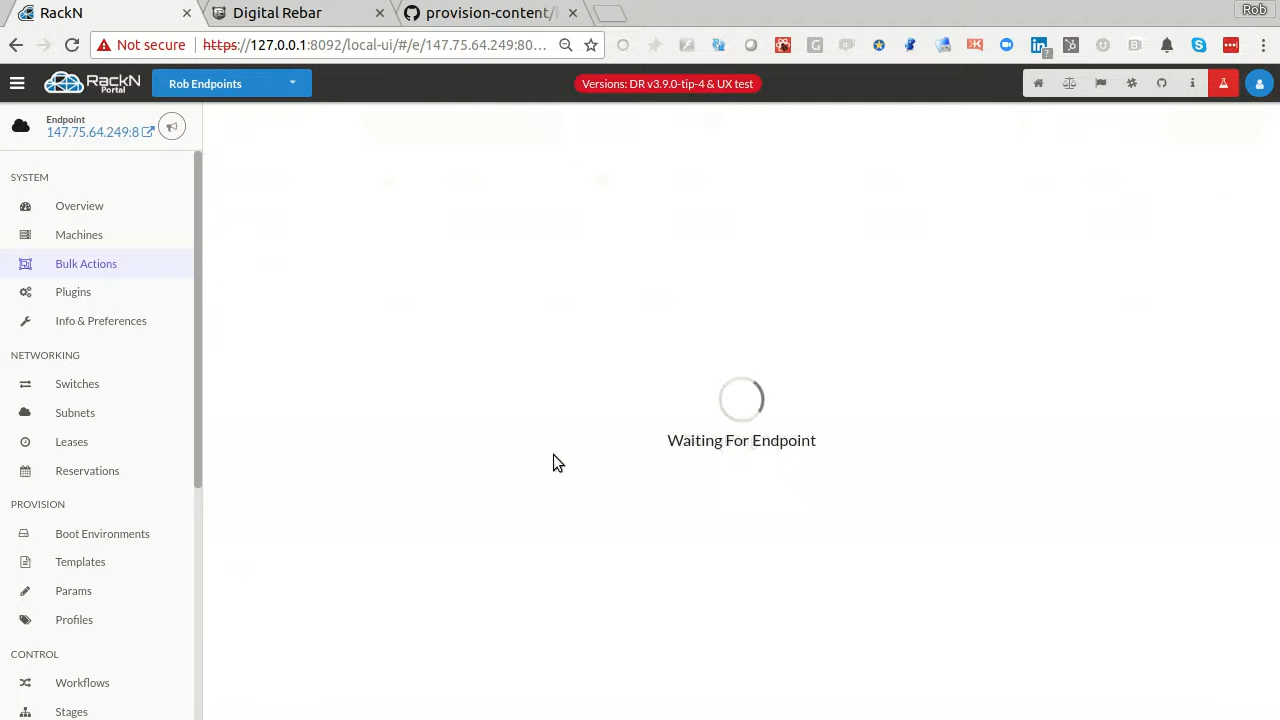 RackN
Digital Rebar
provision-content/
Rob
Not secure
https://127.0.0.1:8092/local-ui/#/e/147.75.64.249:80...
RackN
Portal
Rob Endpoints
Versions: DR v3.9.0-tip-4 & UX test
Endpoint
147.75.64.249:8
SYSTEM
Overview
Machines
Bulk Actions
Plugins
Info & Preferences
NETWORKING
Switches
Subnets
Leases
Reservations
PROVISION
Boot Environments
Templates
Params
Profiles
CONTROL
Workflows
Stages
Waiting For Endpoint